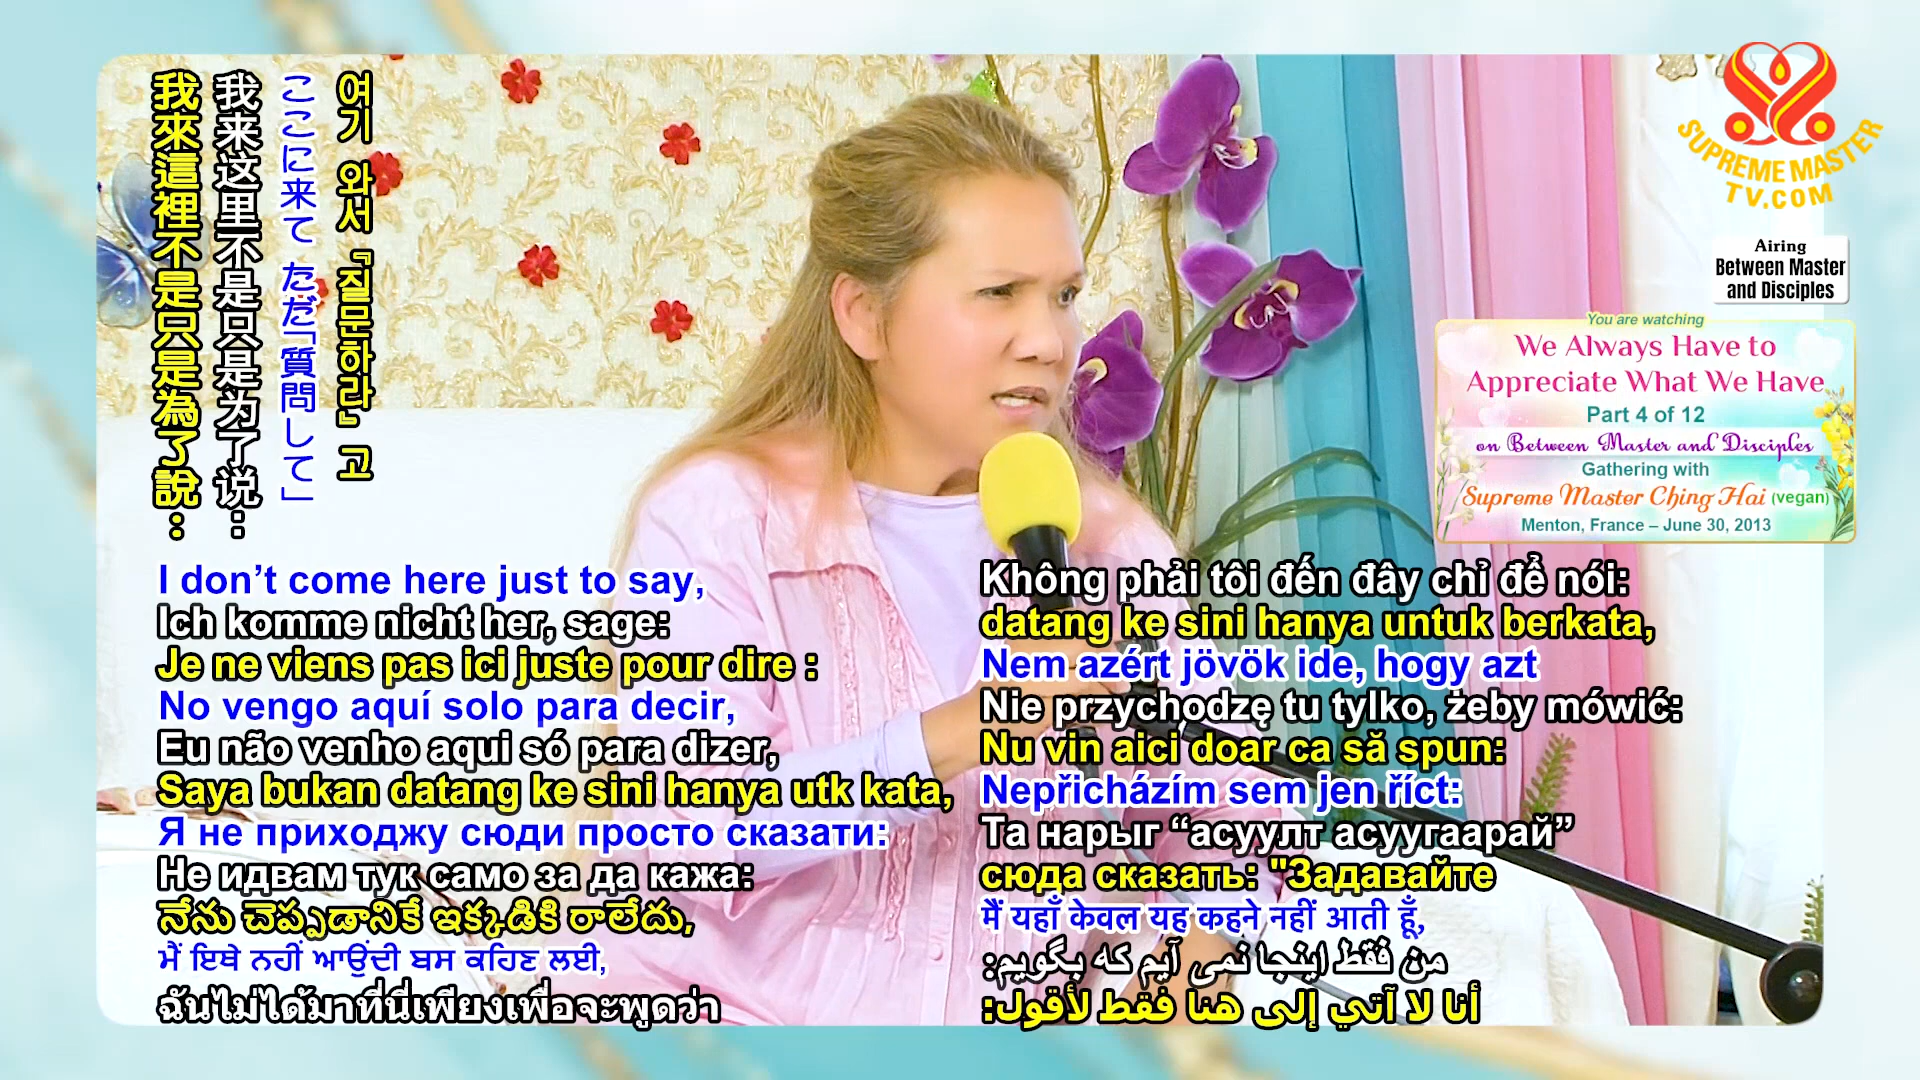 我來這裡不是只是為了說：
我来这里不是只是为了说：
ここに来て ただ「質問して」
여기 와서 『질문하라』 고
SUPREME MASTER
TV.COM
Airing
Between Master
and Disciples
You are watching
We Always Have to
Appreciate What We Have
Part 4 of 12
on Between Master and Disciples
Gathering with
Supreme Master Ching Hai (vegan)
Menton, France – June 30, 2013
I don’t come here just to say,
Ich komme nicht her, sage:
Je ne viens pas ici juste pour dire :
No vengo aquí solo para decir,
Eu não venho aqui só para dizer,
Saya bukan datang ke sini hanya utk kata,
Я не приходжу сюди просто сказати:
Не идвам тук само за да кажа:
నేను చెప్పడానికే ఇక్కడికి రాలేదు,
ਮੈਂ ਇਥੇ ਨਹੀਂ ਆਉਂਦੀ ਬਸ ਕਹਿਣ ਲਈ,
ฉันไม่ได้มาที่นี่เพียงเพื่อจะพูดว่า
Không phải tôi đến đây chỉ để nói:
datang ke sini hanya untuk berkata,
Nem azért jövök ide, hogy azt
Nie przychodzę tu tylko, żeby mówić:
Nu vin aici doar ca să spun:
Nepřicházím sem jen říct:
Та нарыг “асуулт асуугаарай”
сюда сказать: "Задавайте
मैं यहाँ केवल यह कहने नहीं आती हूँ,
من فقط اینجا نمی آیم که بگویم:
أنا لا آتي إلى هنا فقط لأقول: